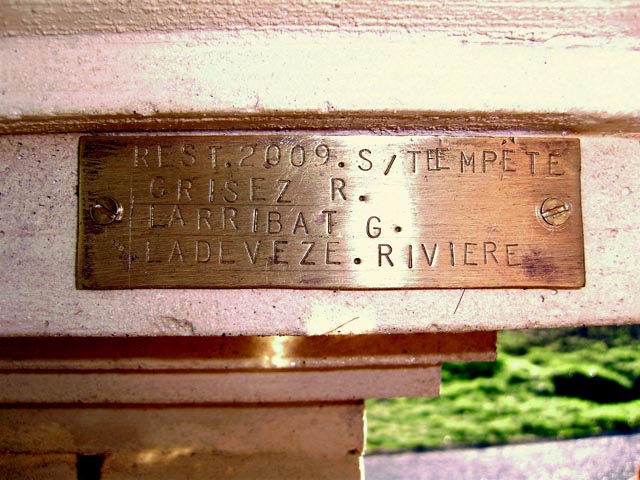 REST.2009.S/TEMPÊTE
GRISEZ R.
LARRIBAT G.
LADEVEZE.RIVIERE